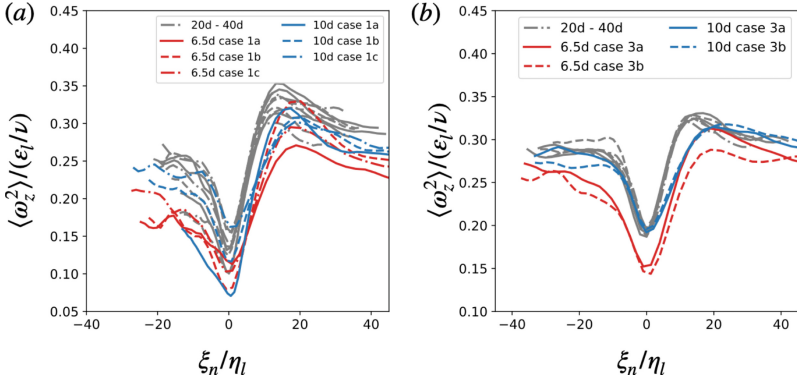 (a)
20d - 40d
6.5d case 1a
6.5d case 1b
6.5d case 1c
10d case 1a
10d case 1b
10d case 1c
0.45
0.40
0.35
0.30
0.25
0.20
0.15
0.10
0.05
⟨ω_z^2⟩/(ε_l/ν)
−40 −20 0 20 40
ξ_n/η_l
(b)
20d - 40d
6.5d case 3a
6.5d case 3b
10d case 3a
10d case 3b
0.45
0.40
0.35
0.30
0.25
0.20
0.15
0.10
⟨ω_z^2⟩/(ε_l/ν)
−40 −20 0 20 40
ξ_n/η_l